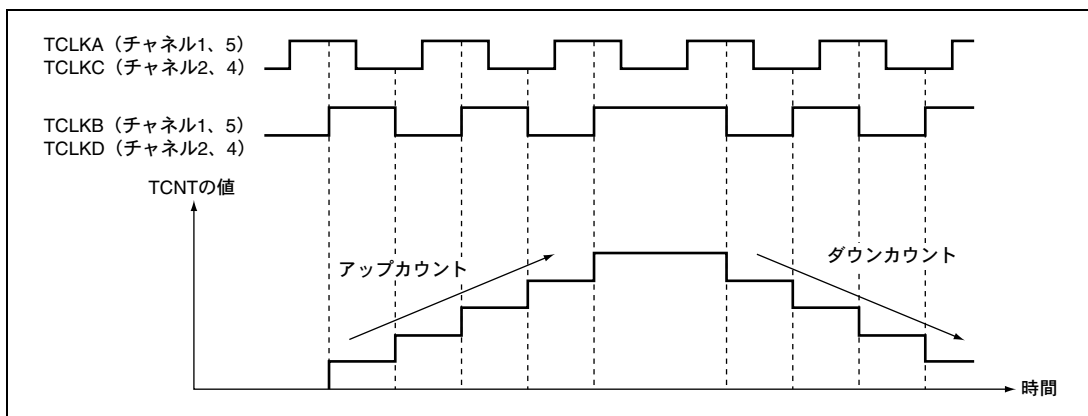 TCLKA（チャネル1、5）
TCLKC（チャネル2、4）
TCLKB（チャネル1、5）
TCLKD（チャネル2、4）
TCNTの値
アップカウント
ダウンカウント
時間